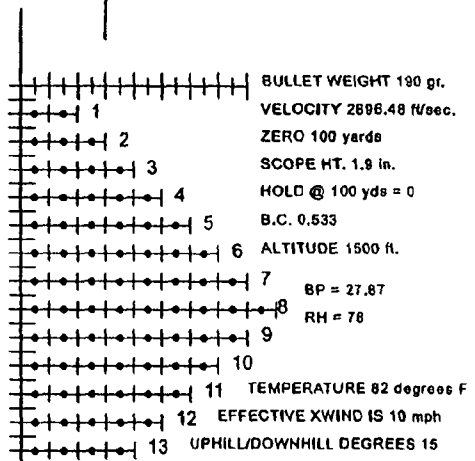 BULLET WEIGHT 190 gr.
1 VELOCITY 2896.48 ft/sec.
2 ZERO 100 yards
3 SCOPE HT. 1.9 in.
4 HOLD @ 100 yds = 0
5 B.C. 0.533
6 ALTITUDE 1500 ft.
7 BP = 27.87
8 RH = 78
9
10
11 TEMPERATURE 82 degrees F
12 EFFECTIVE XWIND IS 10 mph
13 UPHILL/DOWNHILL DEGREES 15